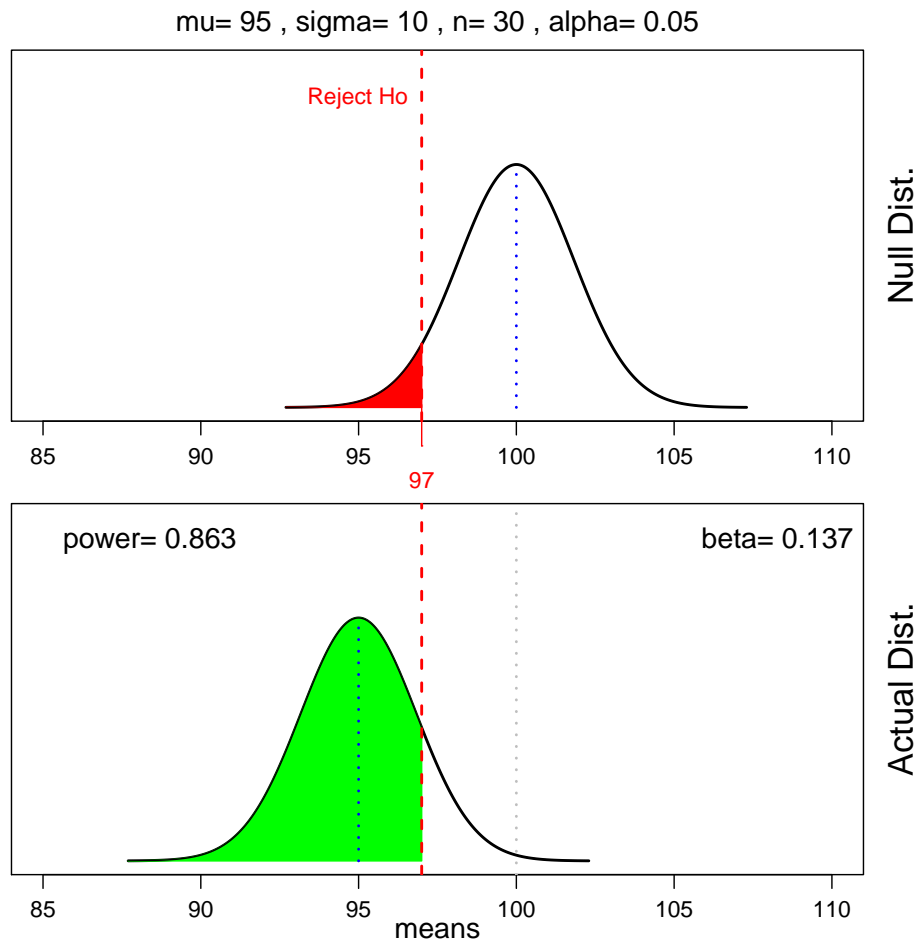 mu= 95 , sigma= 10 , n= 30 , alpha= 0.05
Reject Ho
Null Dist.
85 90 95 100 105 110
97
power= 0.863 beta= 0.137
Actual Dist.
85 90 95 100 105 110
means